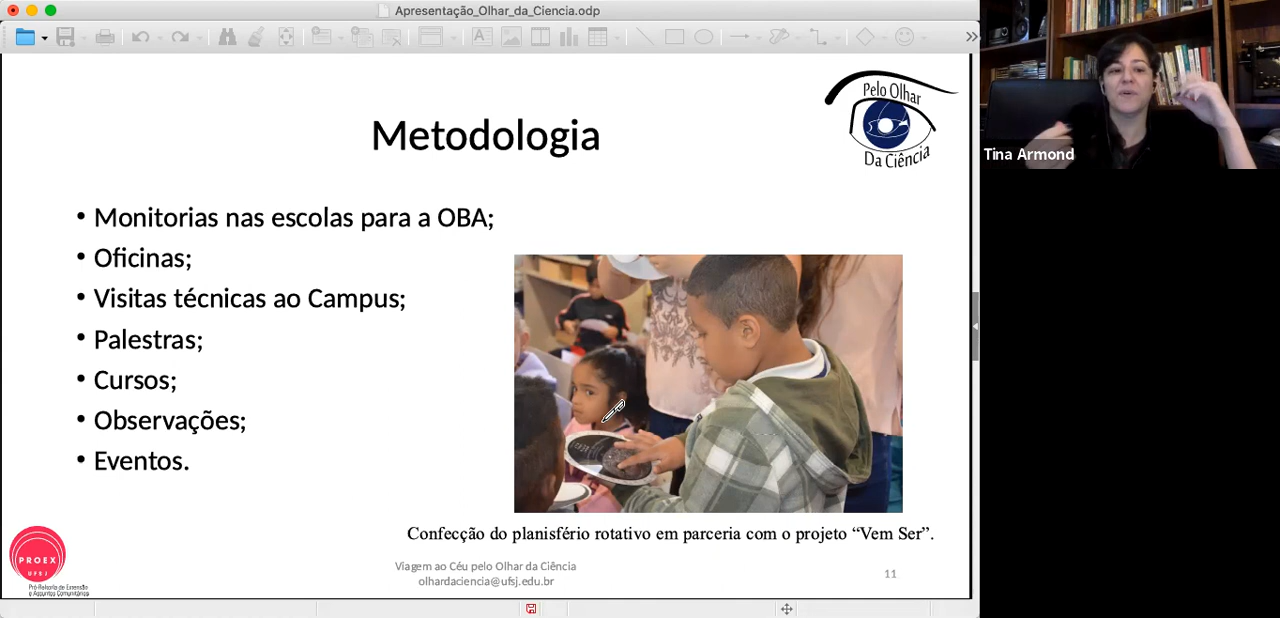 Apresentação_Olhar_da_Ciencia.odp
Pelo Olhar
Da Ciência
Metodologia
• Monitorias nas escolas para a OBA;
• Oficinas;
• Visitas técnicas ao Campus;
• Palestras;
• Cursos;
• Observações;
• Eventos.
Confecção do planisfério rotativo em parceria com o projeto “Vem Ser”.
PROEX
UFSJ
Pró-Reitoria de Extensão
e Assuntos Comunitários
Viagem ao Céu pelo Olhar da Ciência
olhardaciencia@ufsj.edu.br
11
Tina Armond